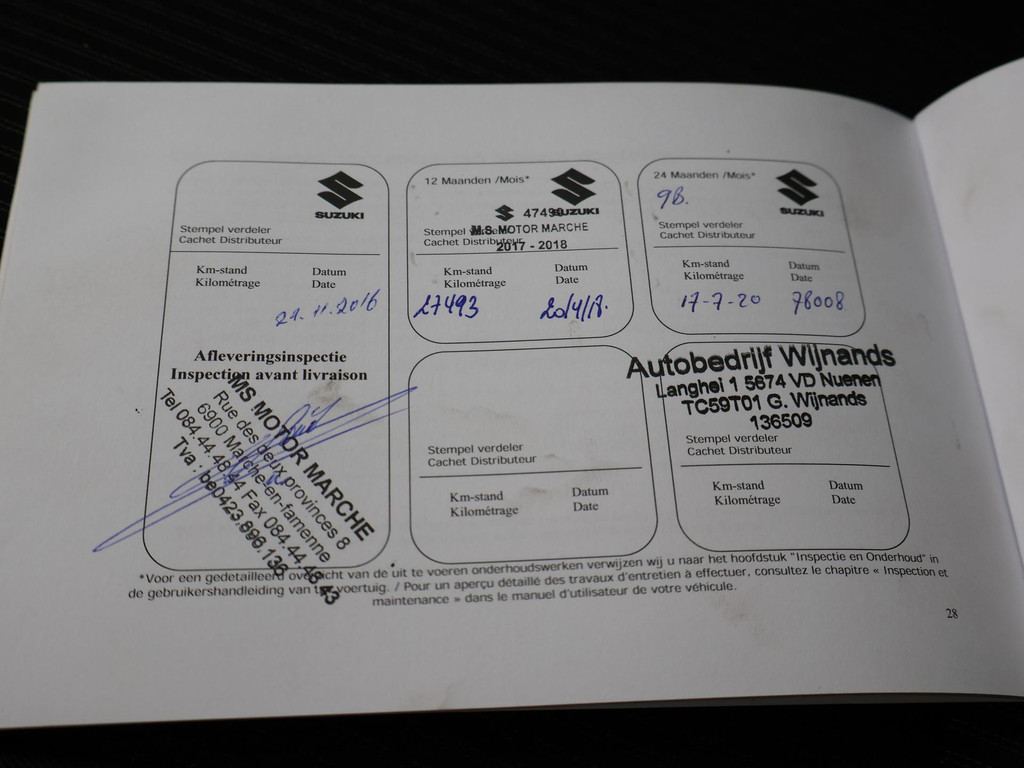 SUZUKI
Stempel verdeler
Cachet Distributeur
Km-stand Datum
Kilométrage Date
21.11.2016
Afleveringsinspectie
Inspection avant livraison
MS MOTOR MARCHE
Rue des deux provinces 8
6900 Marche-en-famenne
Tel 084.44.48.44 Fax 084.44.48.43
Tva : be0423.896.136
12 Maanden /Mois*
SUZUKI
47490
Stempel verdeler
M.S. MOTOR MARCHE
Cachet Distributeur
2017 - 2018
Km-stand Datum
Kilométrage Date
27493 20/4/18.
24 Maanden /Mois*
SUZUKI
98.
Stempel verdeler
Cachet Distributeur
Km-stand Datum
Kilométrage Date
17-7-20 78008
Stempel verdeler
Cachet Distributeur
Km-stand Datum
Kilométrage Date
Autobedrijf Wijnands
Langhei 1 5674 VD Nuenen
TC59T01 G. Wijnands
136509
Stempel verdeler
Cachet Distributeur
Km-stand Datum
Kilométrage Date
*Voor een gedetailleerd overzicht van de uit te voeren onderhoudswerken verwijzen wij u naar het hoofdstuk "Inspectie en Onderhoud" in
de gebruikershandleiding van uw voertuig. / Pour un aperçu détaillé des travaux d'entretien à effectuer, consultez le chapitre « Inspection et
maintenance » dans le manuel d'utilisateur de votre véhicule.
28